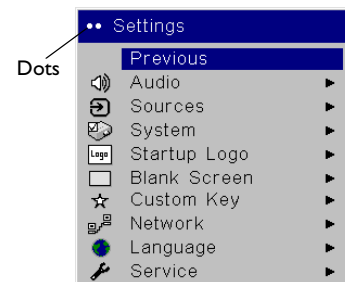 •• Settings
Dots
Previous
Audio
Sources
System
Logo Startup Logo
Blank Screen
Custom Key
Network
Language
Service